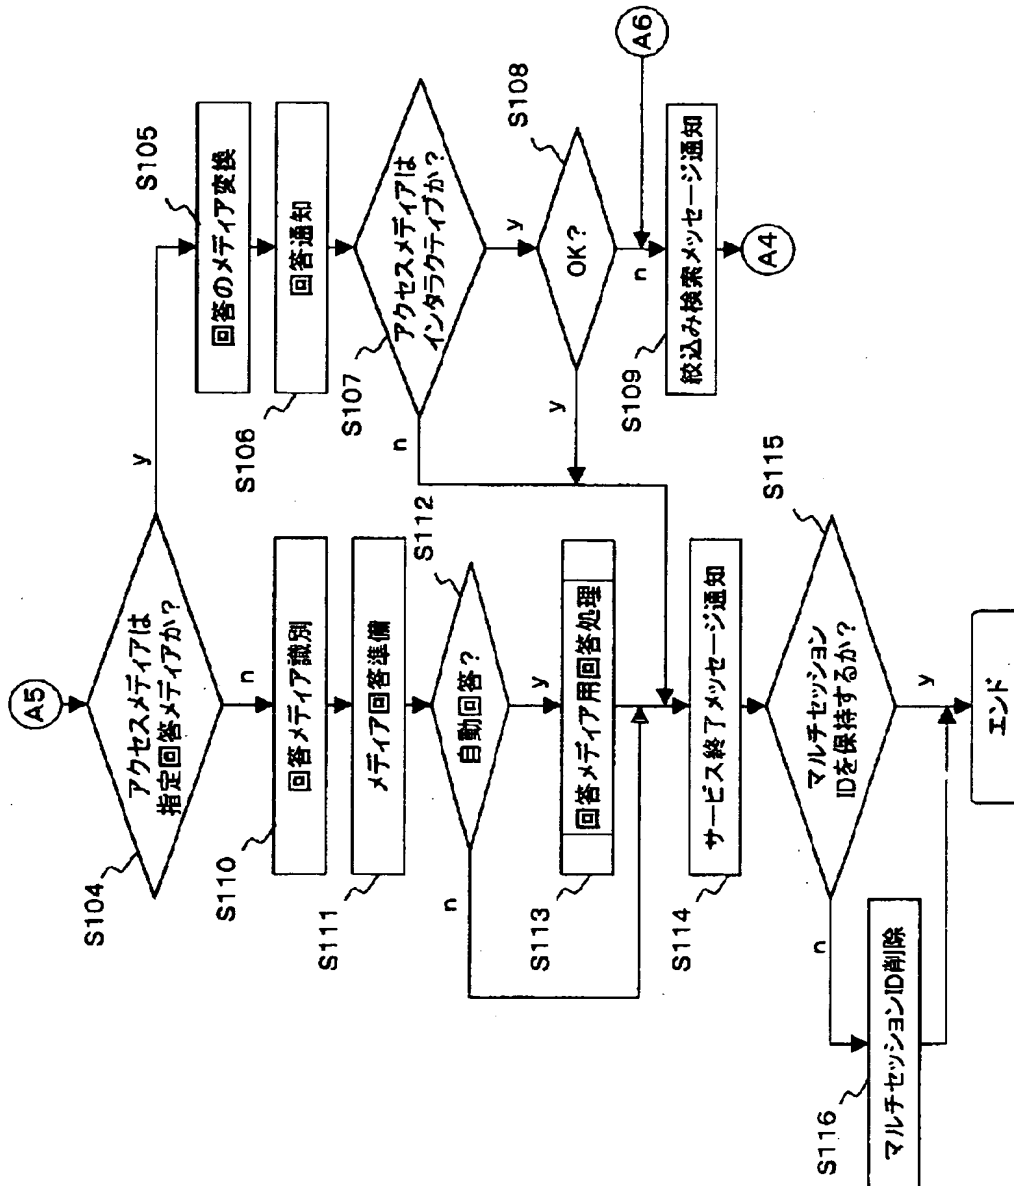 A5
S104
アクセスメディアは
指定回答メディアか？
y
n
S105
回答のメディア変換
S106
回答通知
S107
アクセスメディアは
インタラクティブか？
n
y
S108
OK？
y
n
A6
S109
絞込み検索メッセージ通知
A4
S110
回答メディア識別
S111
メディア回答準備
S112
自動回答？
n
y
S113
回答メディア用回答処理
S114
サービス終了メッセージ通知
S115
マルチセッション
IDを保持するか？
n
y
S116
マルチセッションID削除
エンド